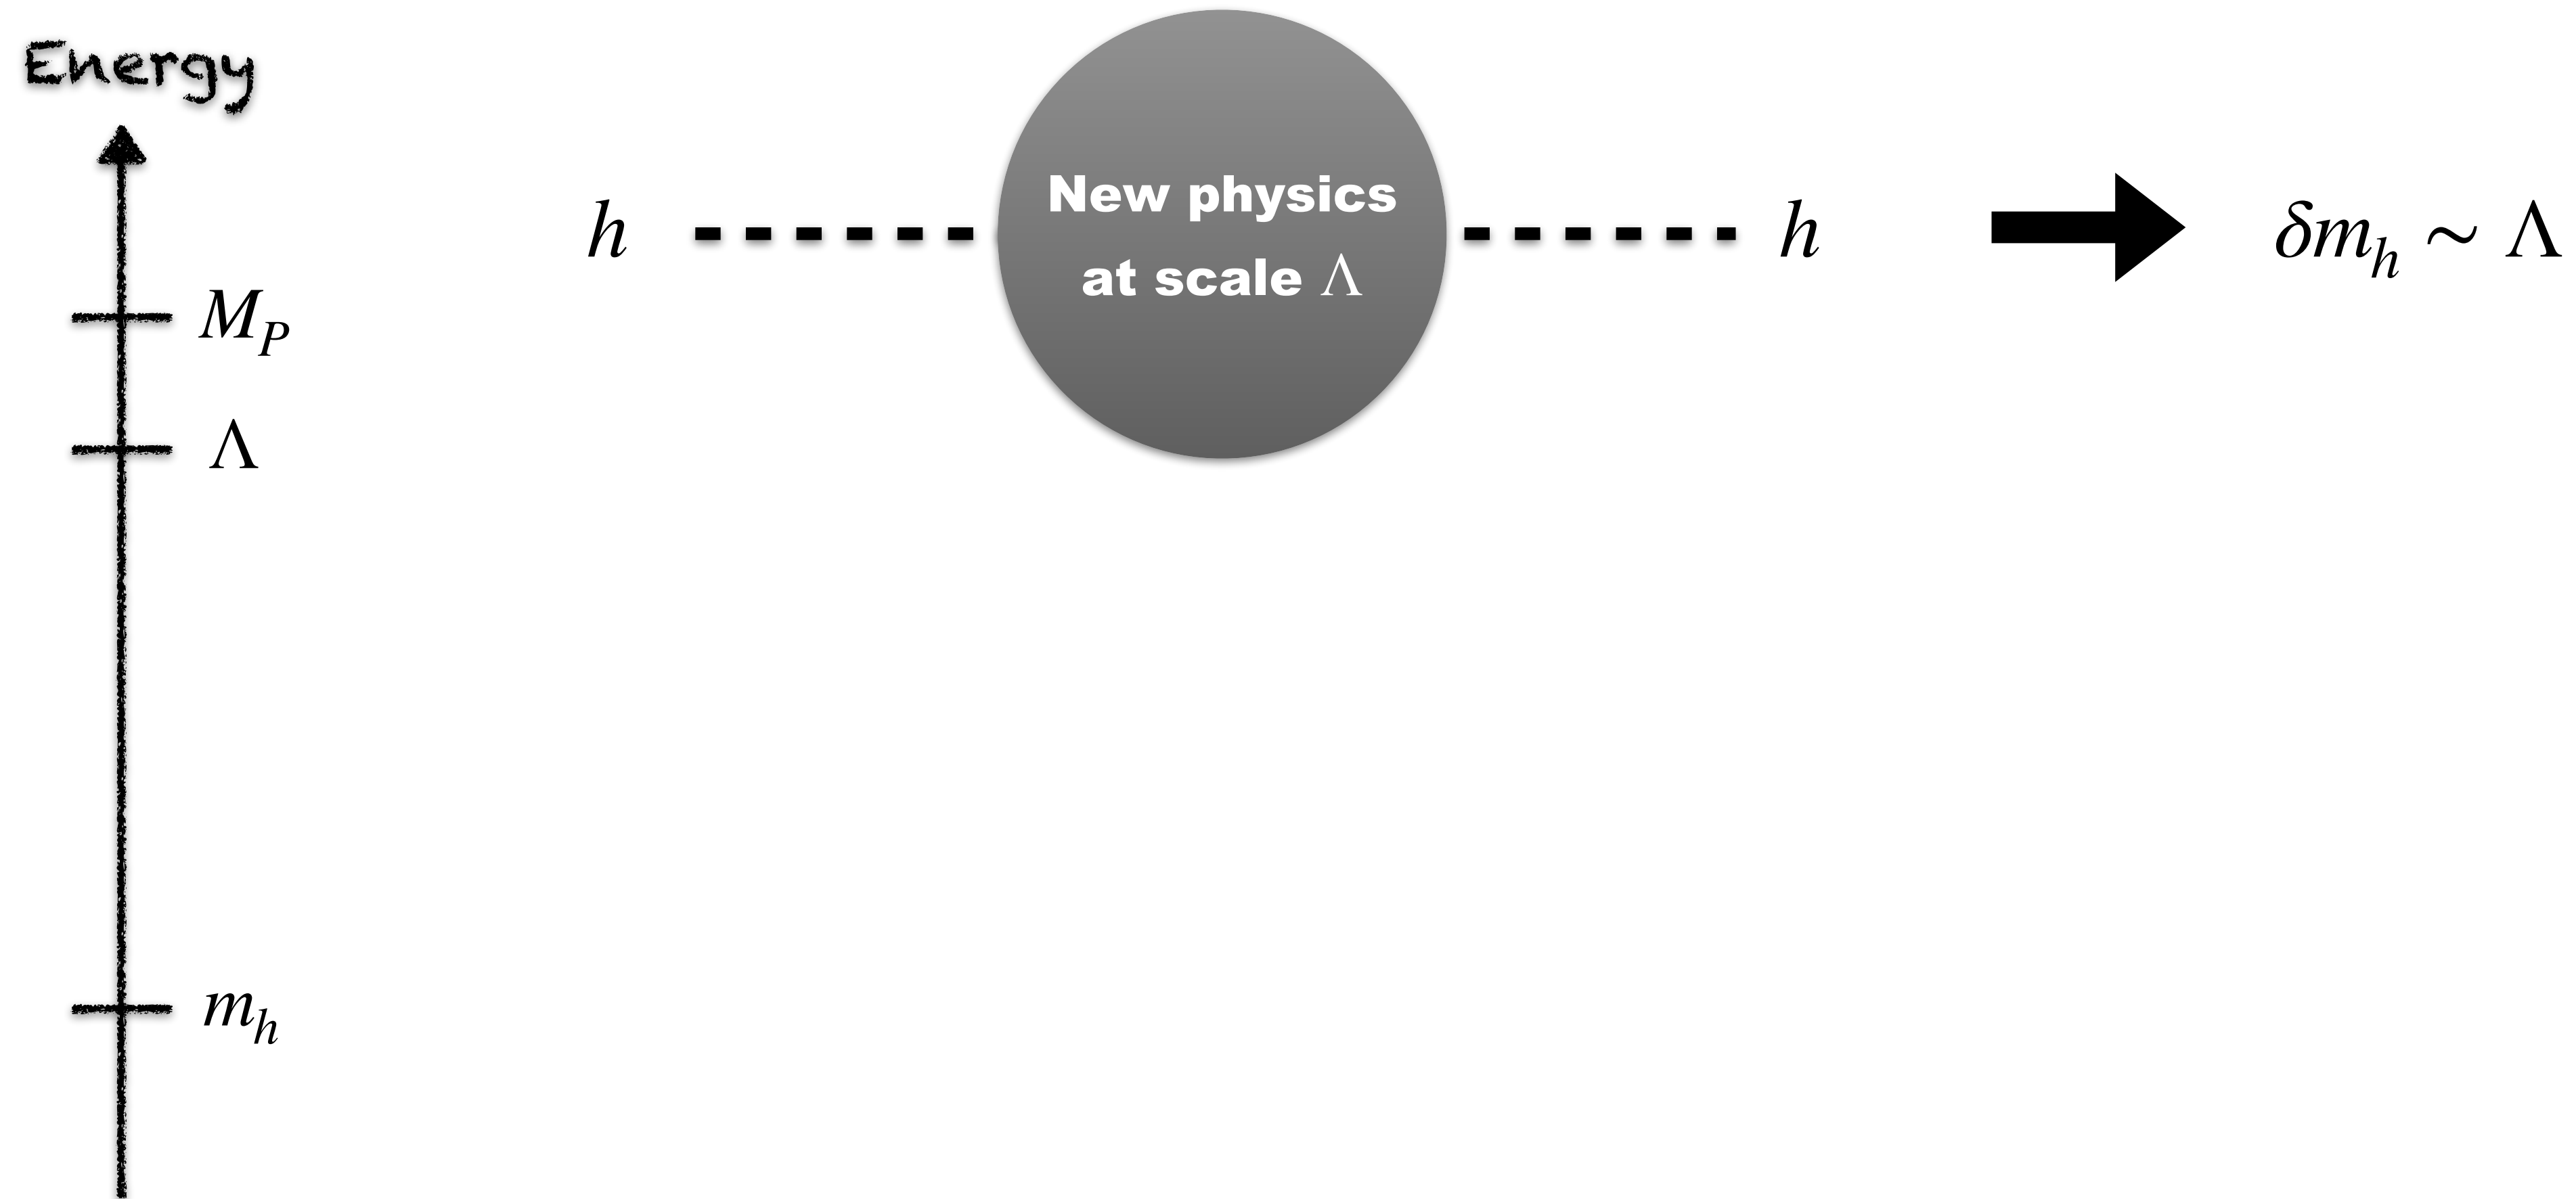 Energy
M_P
Λ
m_h
h
New physics
at scale Λ
h
δm_h ~ Λ